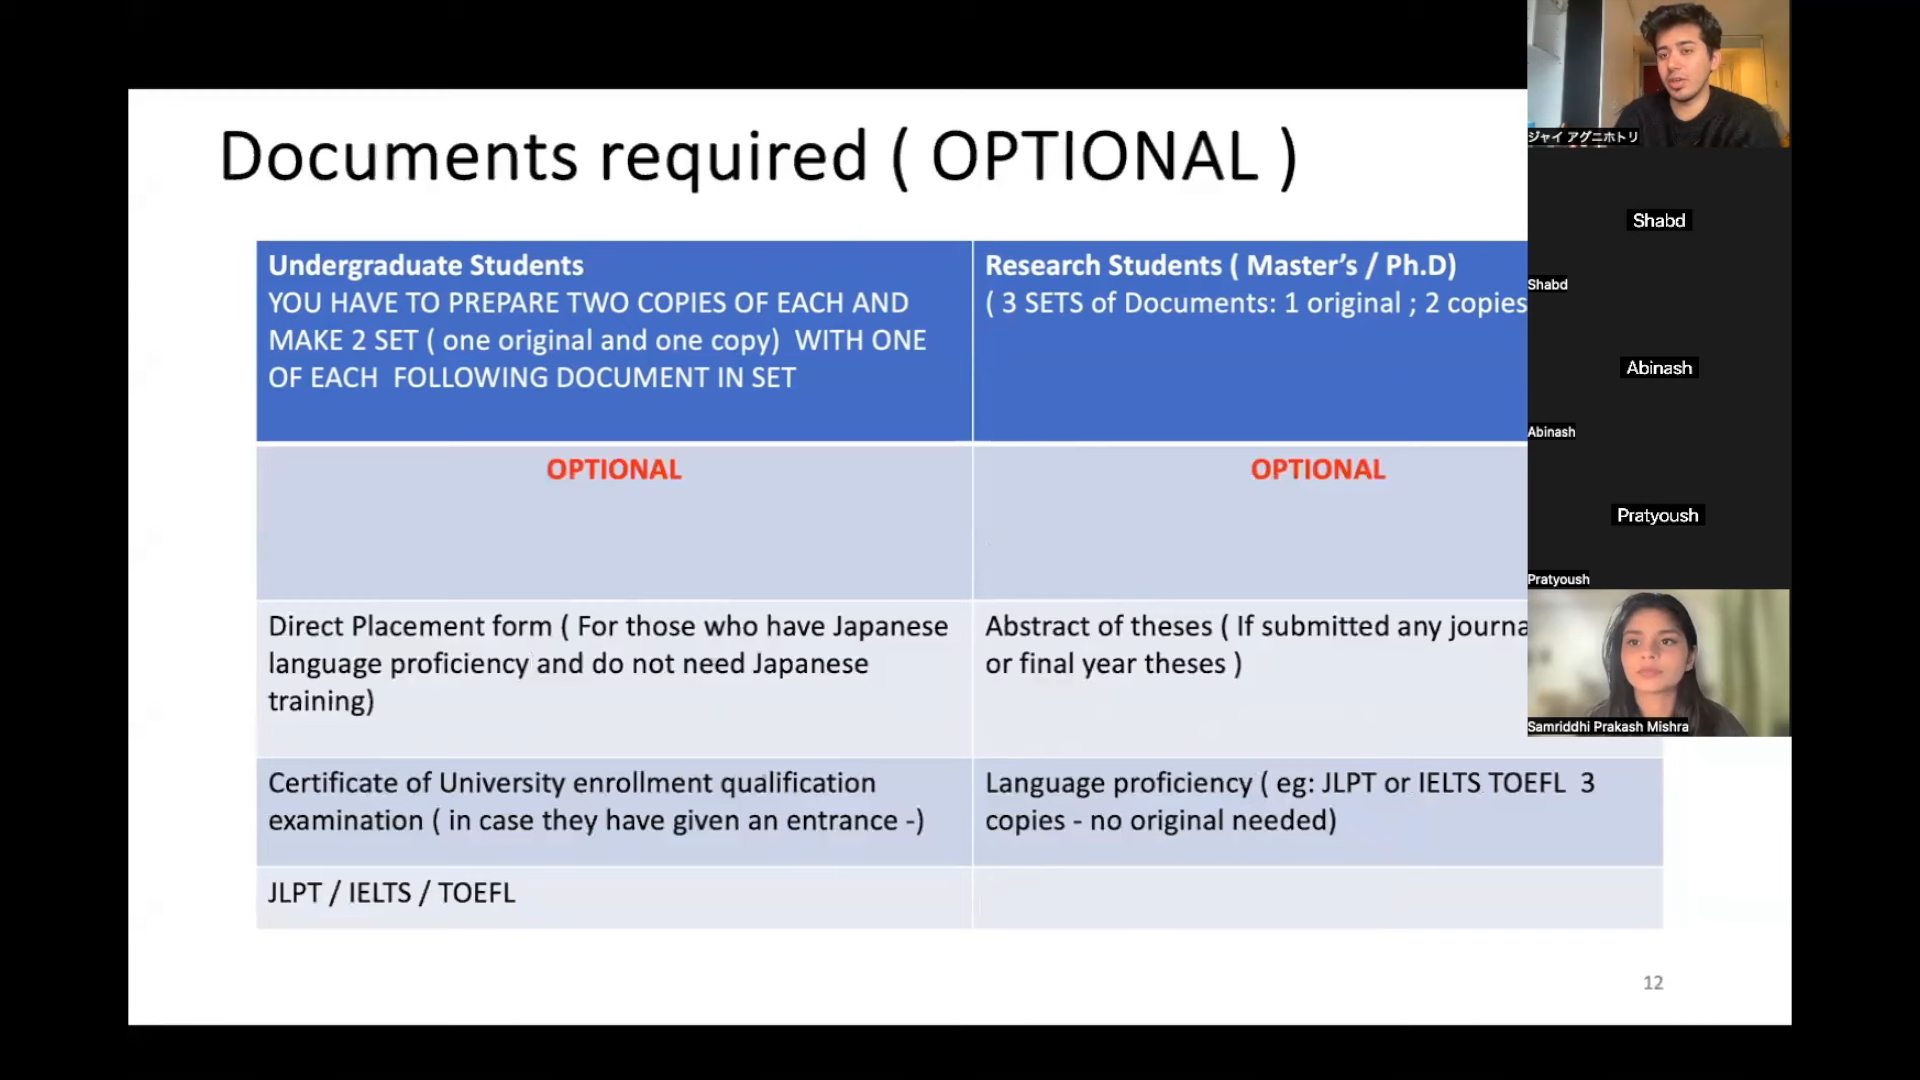 Documents required ( OPTIONAL )
Undergraduate Students
YOU HAVE TO PREPARE TWO COPIES OF EACH AND
MAKE 2 SET ( one original and one copy)  WITH ONE
OF EACH  FOLLOWING DOCUMENT IN SET
Research Students ( Master’s / Ph.D)
( 3 SETS of Documents: 1 original ; 2 copies
OPTIONAL
OPTIONAL
Direct Placement form ( For those who have Japanese
language proficiency and do not need Japanese
training)
Abstract of theses ( If submitted any journa
or final year theses )
Certificate of University enrollment qualification
examination ( in case they have given an entrance -)
Language proficiency ( eg: JLPT or IELTS TOEFL  3
copies - no original needed)
JLPT / IELTS / TOEFL
12
ジャイ アグニホトリ
Shabd
Shabd
Abinash
Abinash
Pratyoush
Pratyoush
Samriddhi Prakash Mishra